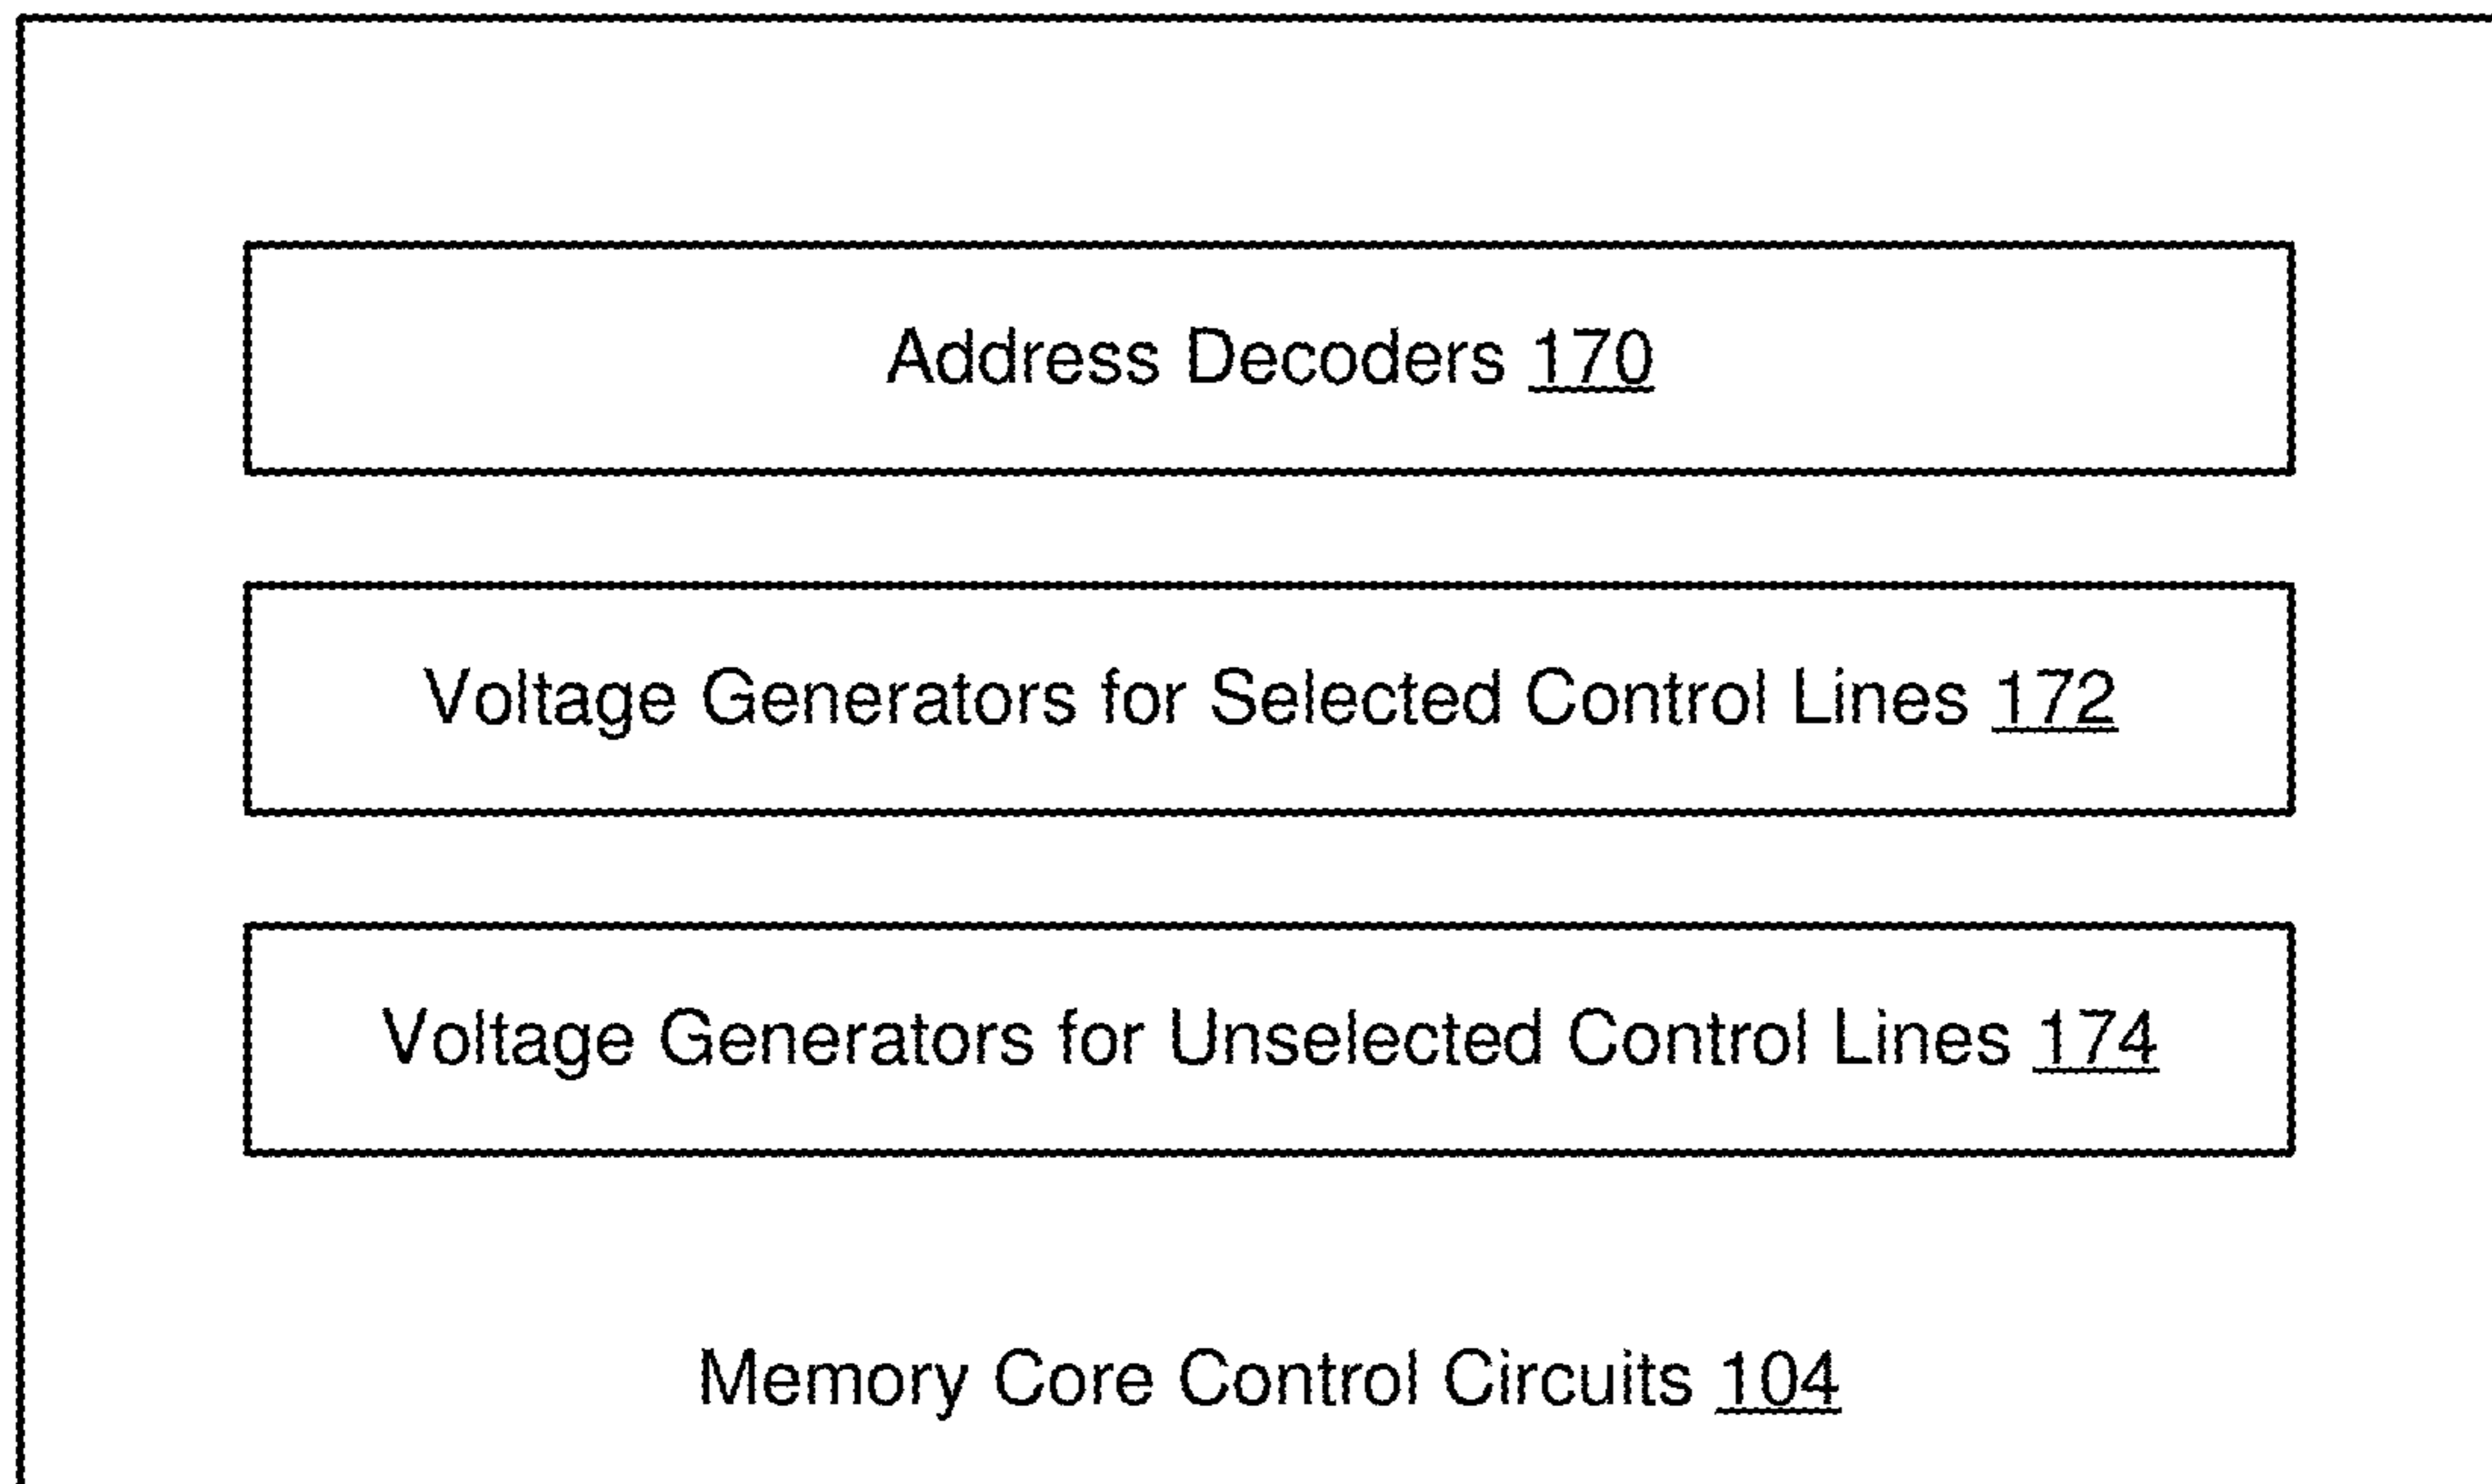 Address Decoders 170
Voltage Generators for Selected Control Lines 172
Voltage Generators for Unselected Control Lines 174
Memory Core Control Circuits 104